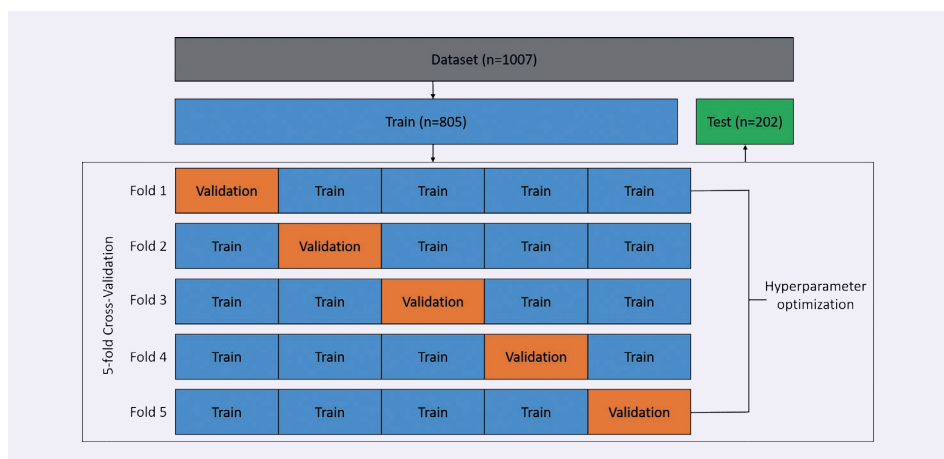 Dataset (n=1007)
Train (n=805)
Test (n=202)
5-fold Cross-Validation
Fold 1
Validation
Train
Train
Train
Train
Fold 2
Train
Validation
Train
Train
Train
Fold 3
Train
Train
Validation
Train
Train
Fold 4
Train
Train
Train
Validation
Train
Fold 5
Train
Train
Train
Train
Validation
Hyperparameter
optimization